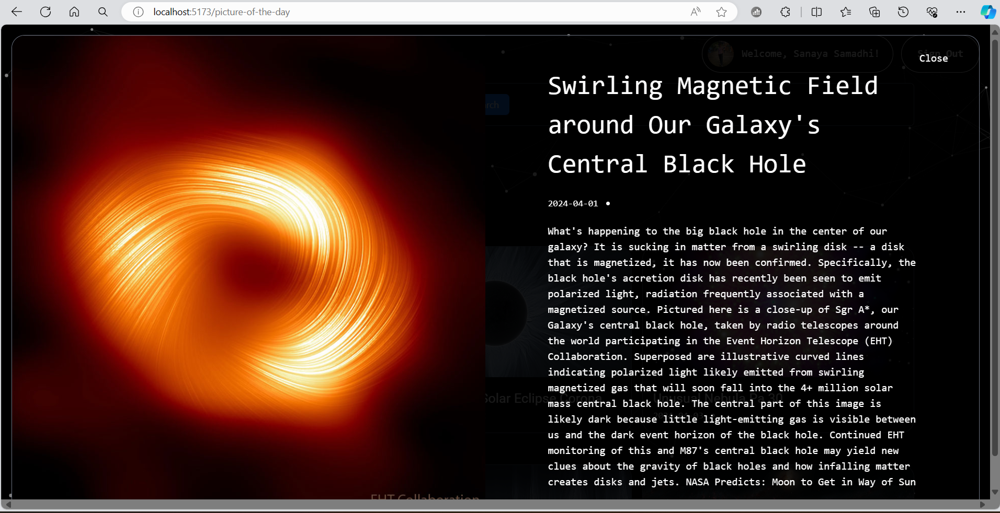 localhost:5173/picture-of-the-day
Welcome, Sanaya Samadhi!
Sign Out
Close
Swirling Magnetic Field
around Our Galaxy's
Central Black Hole
2024-04-01 •
What's happening to the big black hole in the center of our
galaxy? It is sucking in matter from a swirling disk -- a disk
that is magnetized, it has now been confirmed. Specifically, the
black hole's accretion disk has recently been seen to emit
polarized light, radiation frequently associated with a
magnetized source. Pictured here is a close-up of Sgr A*, our
Galaxy's central black hole, taken by radio telescopes around
the world participating in the Event Horizon Telescope (EHT)
Collaboration. Superposed are illustrative curved lines
indicating polarized light likely emitted from swirling
magnetized gas that will soon fall into the 4+ million solar
mass central black hole. The central part of this image is
likely dark because little light-emitting gas is visible between
us and the dark event horizon of the black hole. Continued EHT
monitoring of this and M87's central black hole may yield new
clues about the gravity of black holes and how infalling matter
creates disks and jets. NASA Predicts: Moon to Get in Way of Sun
rch
Solar Eclipse Corona
Unusual Nebula Pa 30
2024-04-03
EHT Collaboration